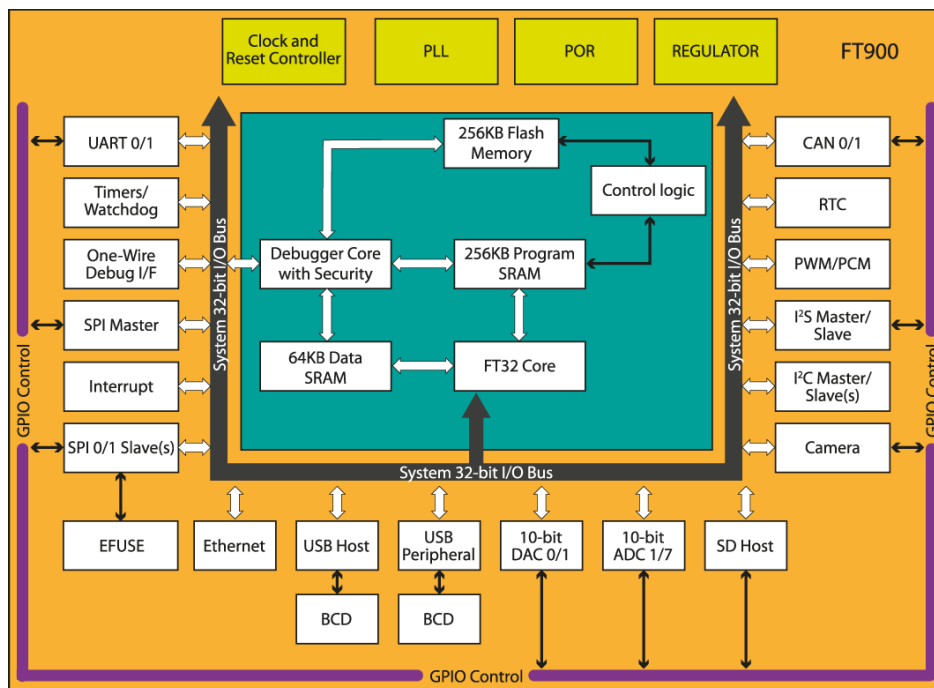 Clock and
Reset Controller
PLL
POR
REGULATOR
FT900
UART 0/1
Timers/
Watchdog
One-Wire
Debug I/F
SPI Master
Interrupt
SPI 0/1 Slave(s)
EFUSE
GPIO Control
System 32-bit I/O Bus
256KB Flash
Memory
Control logic
Debugger Core
with Security
256KB Program
SRAM
64KB Data
SRAM
FT32 Core
System 32-bit I/O Bus
System 32-bit I/O Bus
CAN 0/1
RTC
PWM/PCM
I²S Master/
Slave
I²C Master/
Slave(s)
Camera
GPIO Control
Ethernet
USB Host
USB
Peripheral
10-bit
DAC 0/1
10-bit
ADC 1/7
SD Host
BCD
BCD
GPIO Control